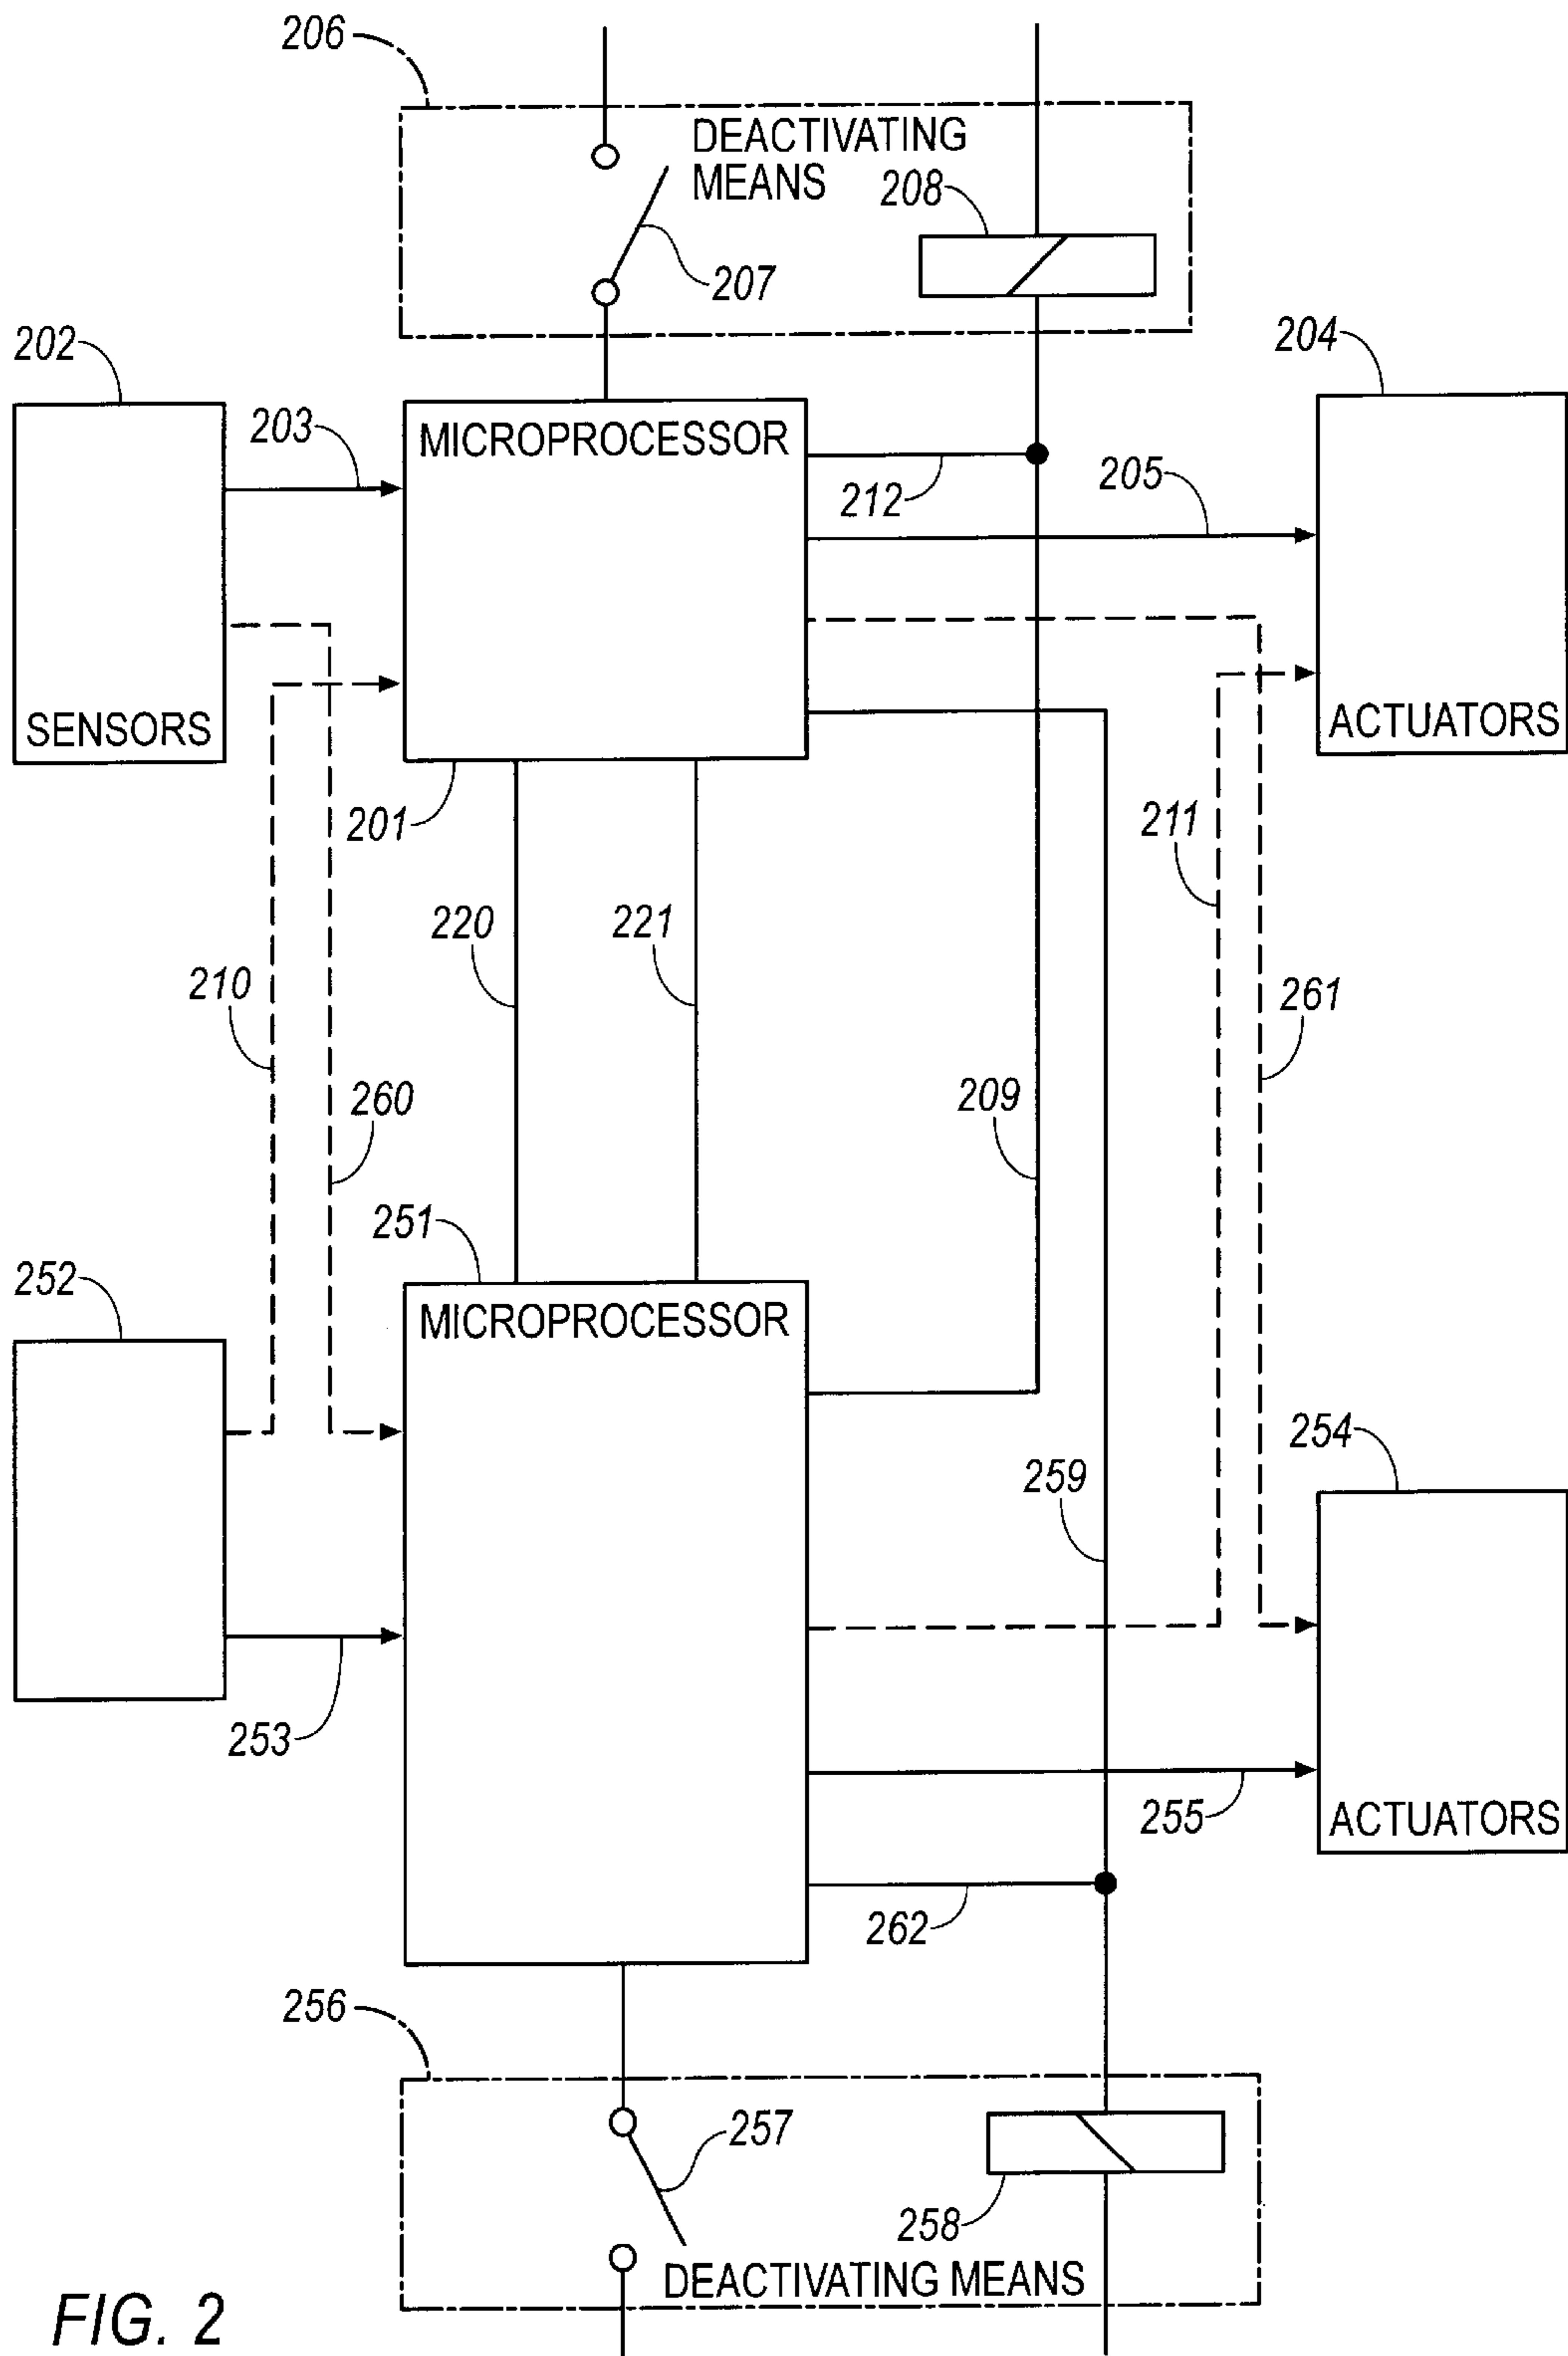 206
DEACTIVATING
MEANS
208
207
202
204
203
MICROPROCESSOR
212
205
SENSORS
ACTUATORS
201
211
220
221
210
261
260
209
251
252
MICROPROCESSOR
254
259
253
255
ACTUATORS
262
256
257
258
DEACTIVATING MEANS
FIG. 2